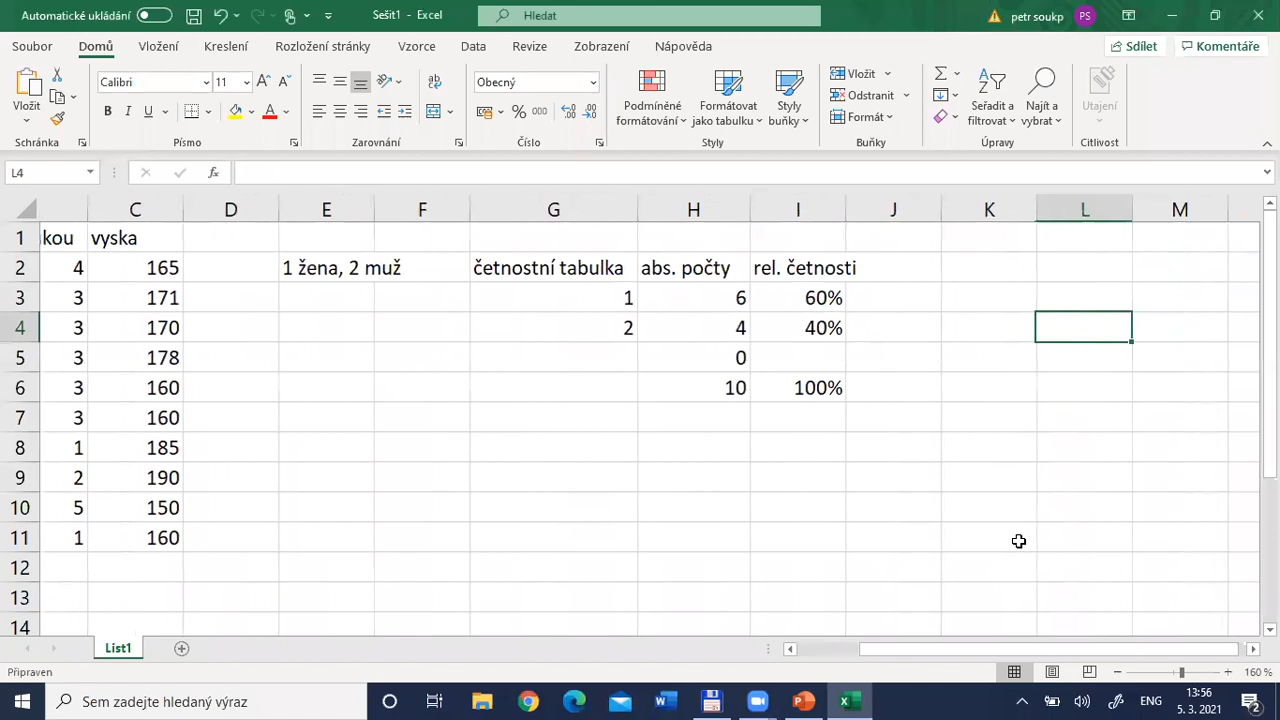 Automatické ukládání
Sešit1 - Excel
Hledat
petr soukp
PS
Soubor Domů Vložení Kreslení Rozložení stránky Vzorce Data Revize Zobrazení Nápověda
Sdílet
Komentáře
Vložit
Calibri 11
B I U
Obecný
% 000
Podmíněné formátování
Formátovat jako tabulku
Styly buňky
Vložit
Odstranit
Formát
Seřadit a filtrovat
Najít a vybrat
Utajení
Schránka Písmo Zarovnání Číslo Styly Buňky Úpravy Citlivost
L4
fx
C D E F G H I J K L M
1 kou vyska
2 4 165 1 žena, 2 muž četnostní tabulka abs. počty rel. četnosti
3 3 171 1 6 60%
4 3 170 2 4 40%
5 3 178 0
6 3 160 10 100%
7 3 160
8 1 185
9 2 190
10 5 150
11 1 160
12
13
14
List1
Připraven
160 %
Sem zadejte hledaný výraz
ENG
13:56
5. 3. 2021
2